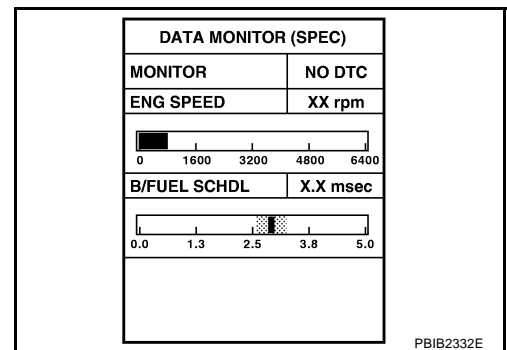 DATA MONITOR (SPEC)
MONITOR NO DTC
ENG SPEED XX rpm
0 1600 3200 4800 6400
B/FUEL SCHDL X.X msec
0.0 1.3 2.5 3.8 5.0
PBIB2332E